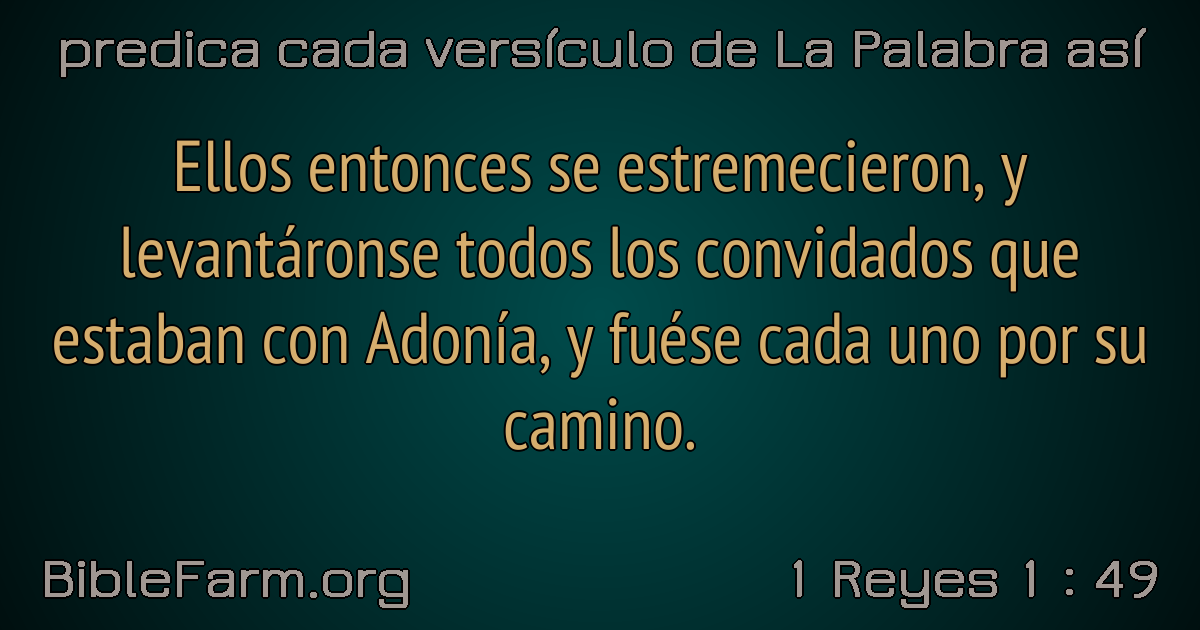 predica cada versículo de La Palabra así
Ellos entonces se estremecieron, y
levantáronse todos los convidados que
estaban con Adonía, y fuése cada uno por su
camino.
BibleFarm.org
1 Reyes 1 : 49